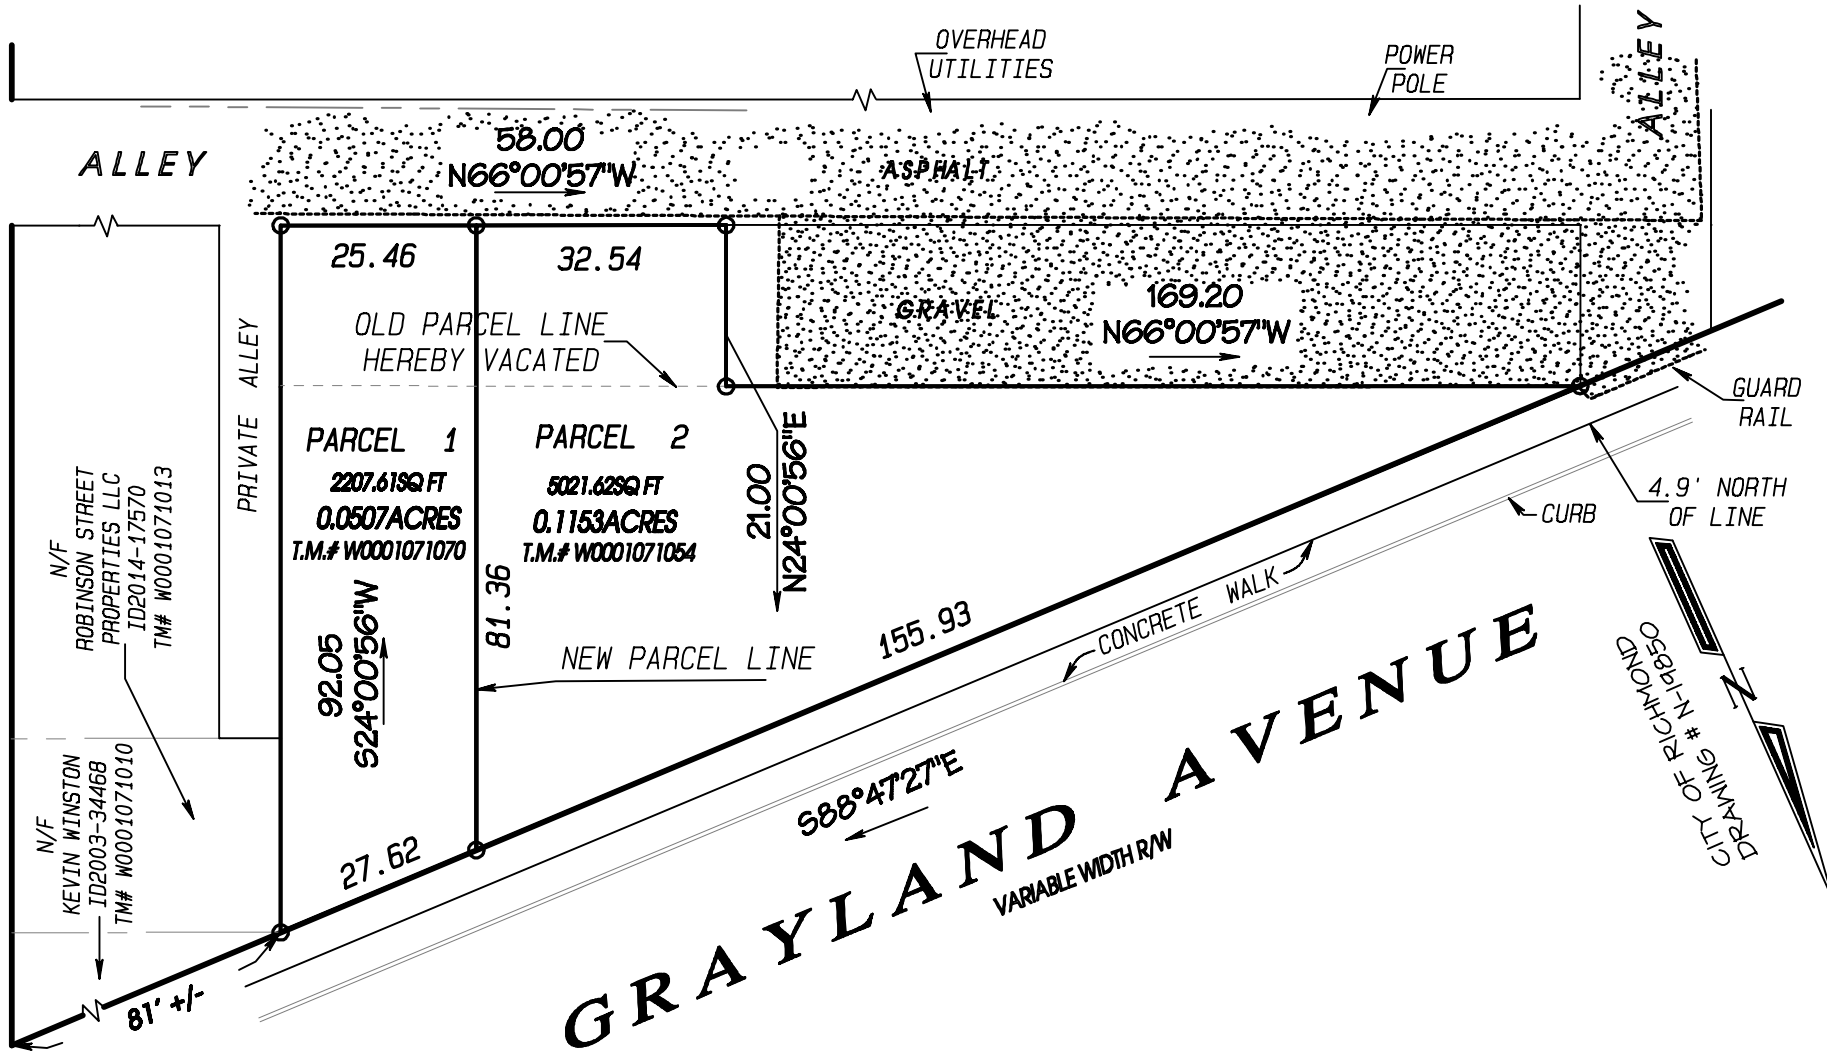 OVERHEAD
UTILITIES
POWER
POLE
ALLEY
ALLEY
58.00
N66°00'57"W
ASPHALT
25.46
32.54
GRAVEL
169.20
N66°00'57"W
OLD PARCEL LINE
HEREBY VACATED
PRIVATE ALLEY
PARCEL 1
2207.61SQ FT
0.0507ACRES
T.M.# W0001071070
PARCEL 2
5021.62SQ FT
0.1153ACRES
T.M.# W0001071054
21.00
N24°00'56"E
GUARD
RAIL
4.9' NORTH
OF LINE
CURB
N/F
ROBINSON STREET
PROPERTIES LLC
ID2014-17570
TM# W0001071013
92.05
S24°00'56"W
81.36
NEW PARCEL LINE
155.93
CONCRETE WALK
N/F
KEVIN WINSTON
ID2003-34468
TM# W0001071010
27.62
S88°47'27"E
GRAYLAND AVENUE
VARIABLE WIDTH R/W
N
CITY OF RICHMOND
DRAWING # N-19850
81' +/-